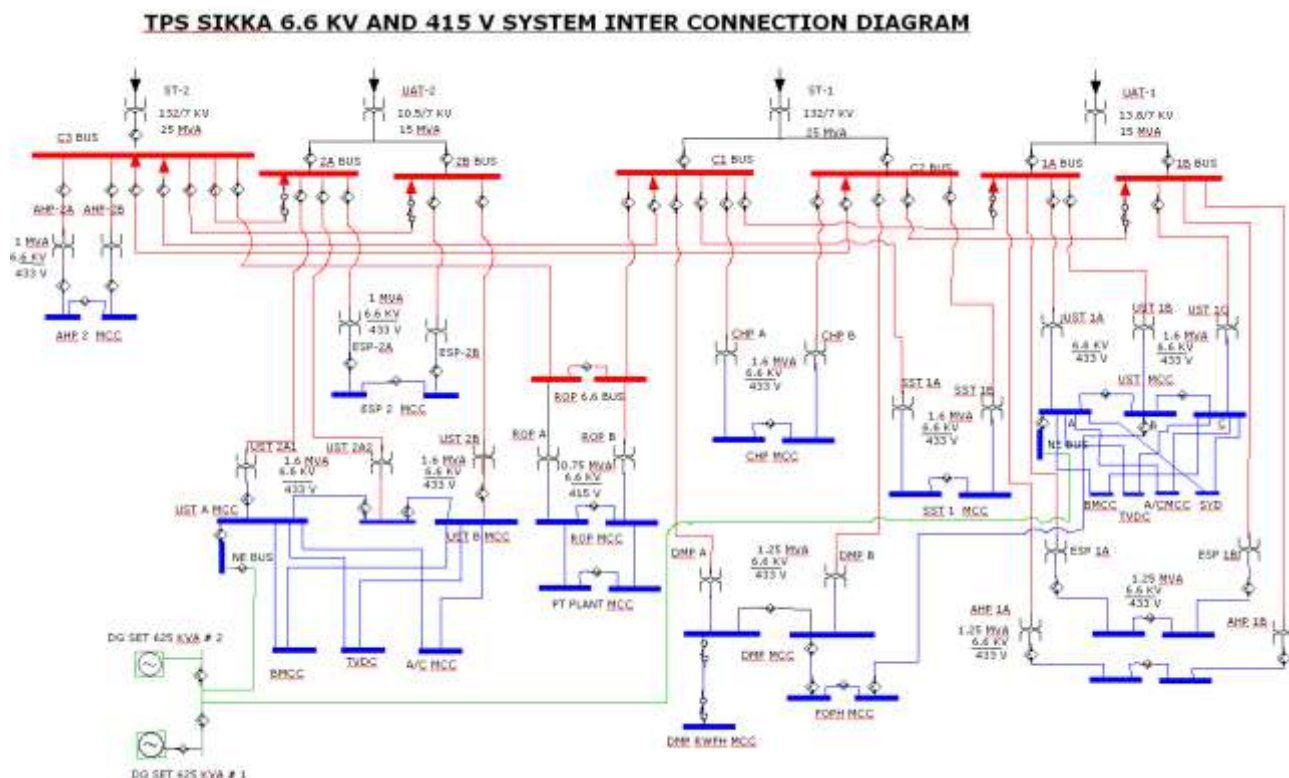 TPS SIKKA 6.6 KV AND 415 V SYSTEM INTER CONNECTION DIAGRAM
ST-2
132/7 KV
25 MVA
UAT-2
10.5/7 KV
15 MVA
ST-1
132/7 KV
25 MVA
UAT-1
13.8/7 KV
15 MVA
C3 BUS
2A BUS
2B BUS
C1 BUS
C2 BUS
1A BUS
1B BUS
AHP-2A
AHP-2B
1 MVA
6.6 KV
433 V
AHP 2 MCC
1 MVA
6.6 KV
433 V
ESP-2A
ESP-2B
ESP 2 MCC
ROP 6.6 BUS
CHP A
CHP B
1.6 MVA
6.6 KV
433 V
CHP MCC
SST 1A
SST 1B
1.6 MVA
6.6 KV
433 V
SST 1 MCC
UST 1A
UST 1B
UST 1C
6.6 KV
433 V
1.6 MVA
6.6 KV
433 V
UST MCC
A
B
C
NE BUS
BMCC
TVDC
A/CMCC
SYD
UST 2A1
UST 2A2
UST 2B
1.6 MVA
6.6 KV
433 V
1.6 MVA
6.6 KV
433 V
UST A MCC
UST B MCC
NE BUS
ROP A
ROP B
0.75 MVA
6.6 KV
415 V
ROP MCC
PT PLANT MCC
BMCC
TVDC
A/C MCC
DMP A
DMP B
1.25 MVA
6.6 KV
433 V
DMP MCC
FOPH MCC
DMP RWPH MCC
ESP 1A
ESP 1B
1.25 MVA
6.6 KV
433 V
AHP 1A
AHP 1B
1.25 MVA
6.6 KV
433 V
DG SET 625 KVA # 2
DG SET 625 KVA # 1